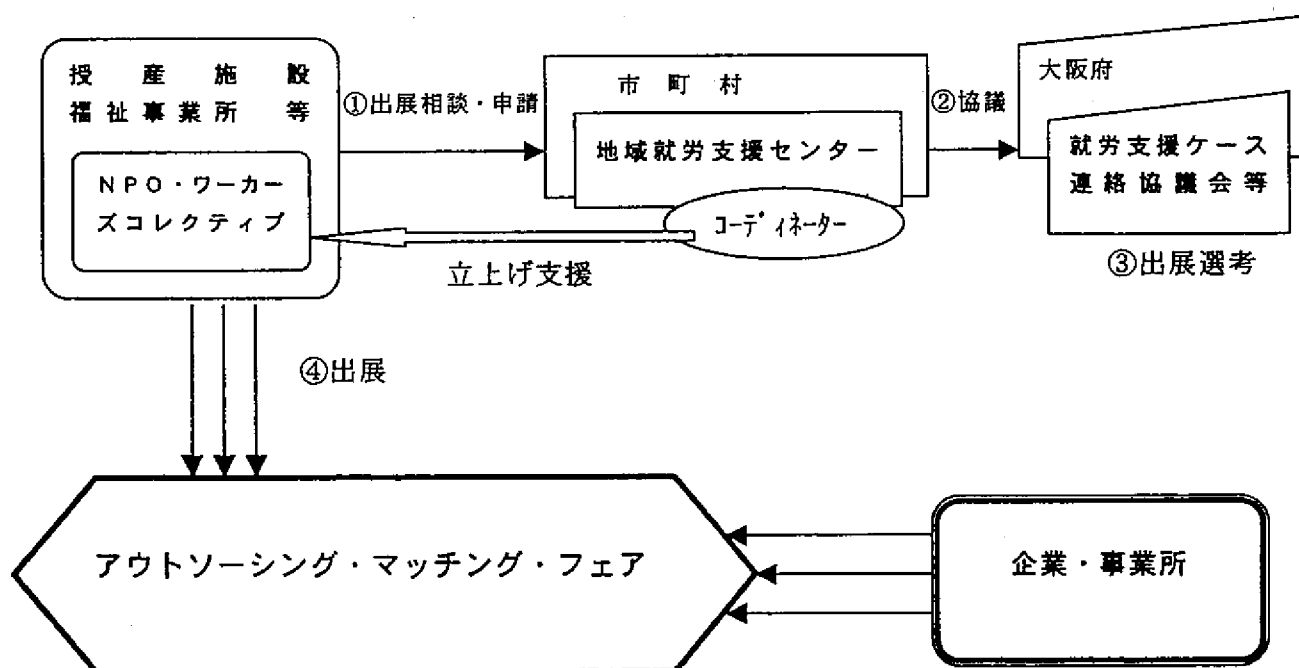 授産施設
福祉事業所等
NPO・ワーカー
ズコレクティブ
①出展相談・申請
市町村
地域就労支援センター
コーディネーター
立上げ支援
②協議
大阪府
就労支援ケース
連絡協議会等
③出展選考
④出展
アウトソーシング・マッチング・フェア
企業・事業所